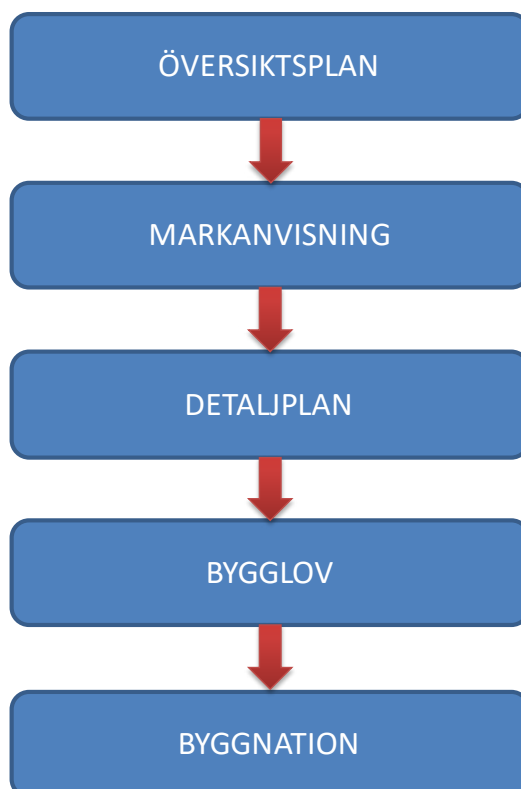 ÖVERSIKTSPLAN
MARKANVISNING
DETALJPLAN
BYGGLOV
BYGGNATION